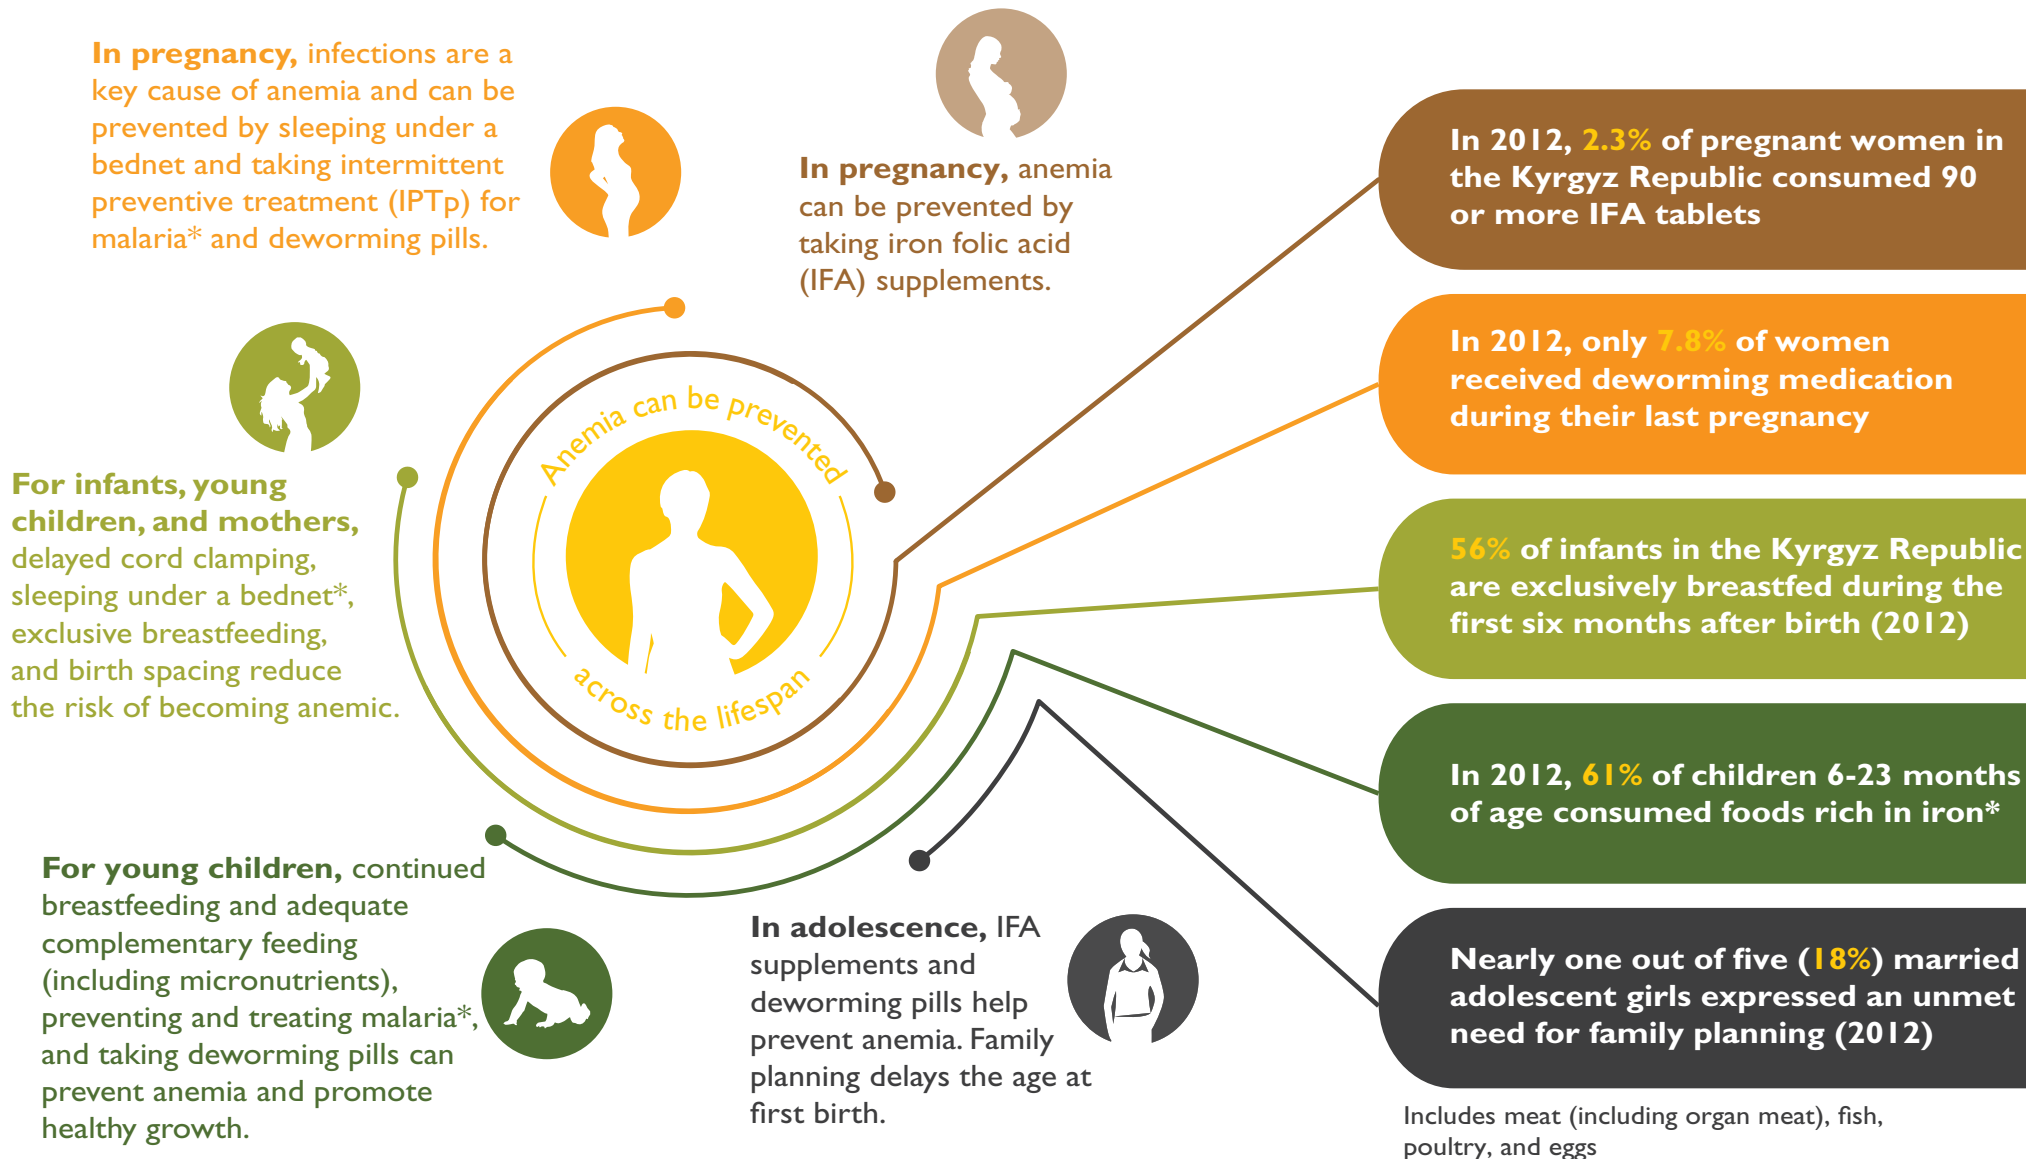 In pregnancy, infections are a
key cause of anemia and can be
prevented by sleeping under a
bednet and taking intermittent
preventive treatment (IPTp) for
malaria* and deworming pills.
In pregnancy, anemia
can be prevented by
taking iron folic acid
(IFA) supplements.
For infants, young
children, and mothers,
delayed cord clamping,
sleeping under a bednet*,
exclusive breastfeeding,
and birth spacing reduce
the risk of becoming anemic.
Anemia can be prevented
across the lifespan
For young children, continued
breastfeeding and adequate
complementary feeding
(including micronutrients),
preventing and treating malaria*,
and taking deworming pills can
prevent anemia and promote
healthy growth.
In adolescence, IFA
supplements and
deworming pills help
prevent anemia. Family
planning delays the age at
first birth.
In 2012, 2.3% of pregnant women in
the Kyrgyz Republic consumed 90
or more IFA tablets
In 2012, only 7.8% of women
received deworming medication
during their last pregnancy
56% of infants in the Kyrgyz Republic
are exclusively breastfed during the
first six months after birth (2012)
In 2012, 61% of children 6-23 months
of age consumed foods rich in iron*
Nearly one out of five (18%) married
adolescent girls expressed an unmet
need for family planning (2012)
Includes meat (including organ meat), fish,
poultry, and eggs